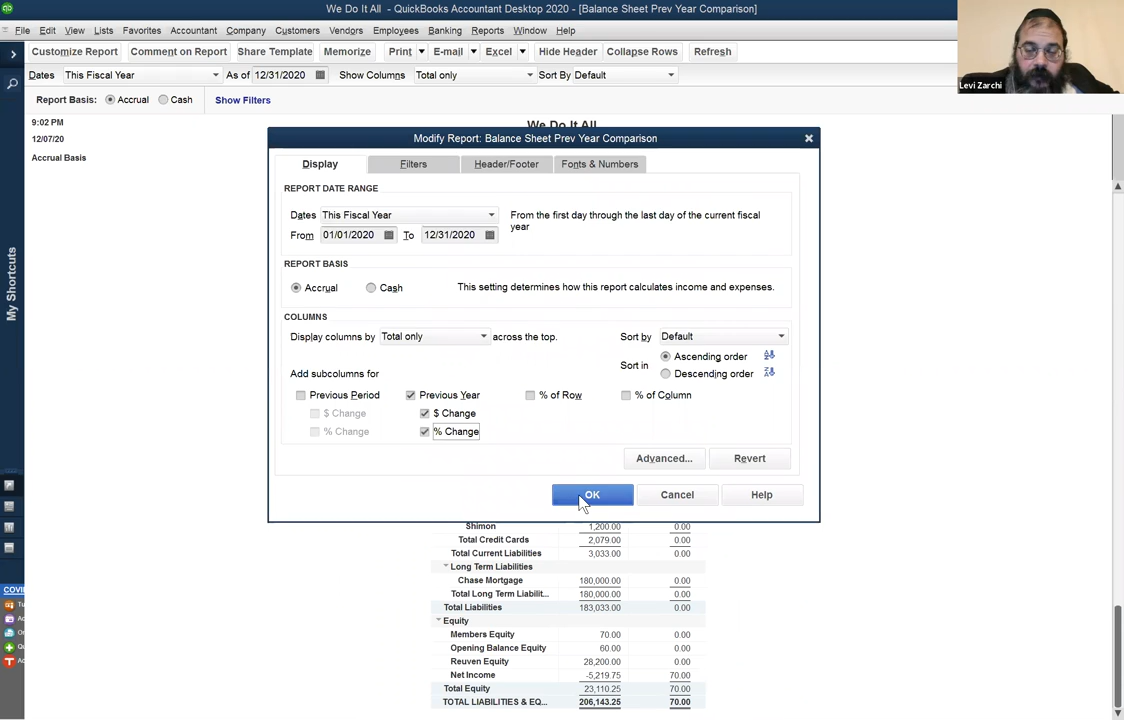 We Do It All - QuickBooks Accountant Desktop 2020 - [Balance Sheet Prev Year Comparison]
File Edit View Lists Favorites Accountant Company Customers Vendors Employees Banking Reports Window Help
Customize Report Comment on Report Share Template Memorize Print E-mail Excel Hide Header Collapse Rows Refresh
Dates This Fiscal Year As of 12/31/2020 Show Columns Total only Sort By Default
Levi Zarchi
Report Basis: Accrual Cash Show Filters
9:02 PM
We Do It All
12/07/20
Accrual Basis
Modify Report: Balance Sheet Prev Year Comparison
Display Filters Header/Footer Fonts & Numbers
REPORT DATE RANGE
Dates This Fiscal Year From the first day through the last day of the current fiscal
year
From 01/01/2020 To 12/31/2020
REPORT BASIS
Accrual Cash This setting determines how this report calculates income and expenses.
COLUMNS
Display columns by Total only across the top. Sort by Default
Sort in Ascending order
Descending order
Add subcolumns for
Previous Period Previous Year % of Row % of Column
$ Change $ Change
% Change % Change
Advanced... Revert
OK Cancel Help
My Shortcuts
Shimon 1,200.00 0.00
Total Credit Cards 2,079.00 0.00
Total Current Liabilities 3,033.00 0.00
Long Term Liabilities
Chase Mortgage 180,000.00 0.00
Total Long Term Liabilit... 180,000.00 0.00
Total Liabilities 183,033.00 0.00
Equity
Members Equity 70.00 0.00
Opening Balance Equity 60.00 0.00
Reuven Equity 28,200.00 0.00
Net Income -5,219.75 70.00
Total Equity 23,110.25 70.00
TOTAL LIABILITIES & EQ... 206,143.25 70.00
COVI
Tu
Ac
Or
Qu
Ad